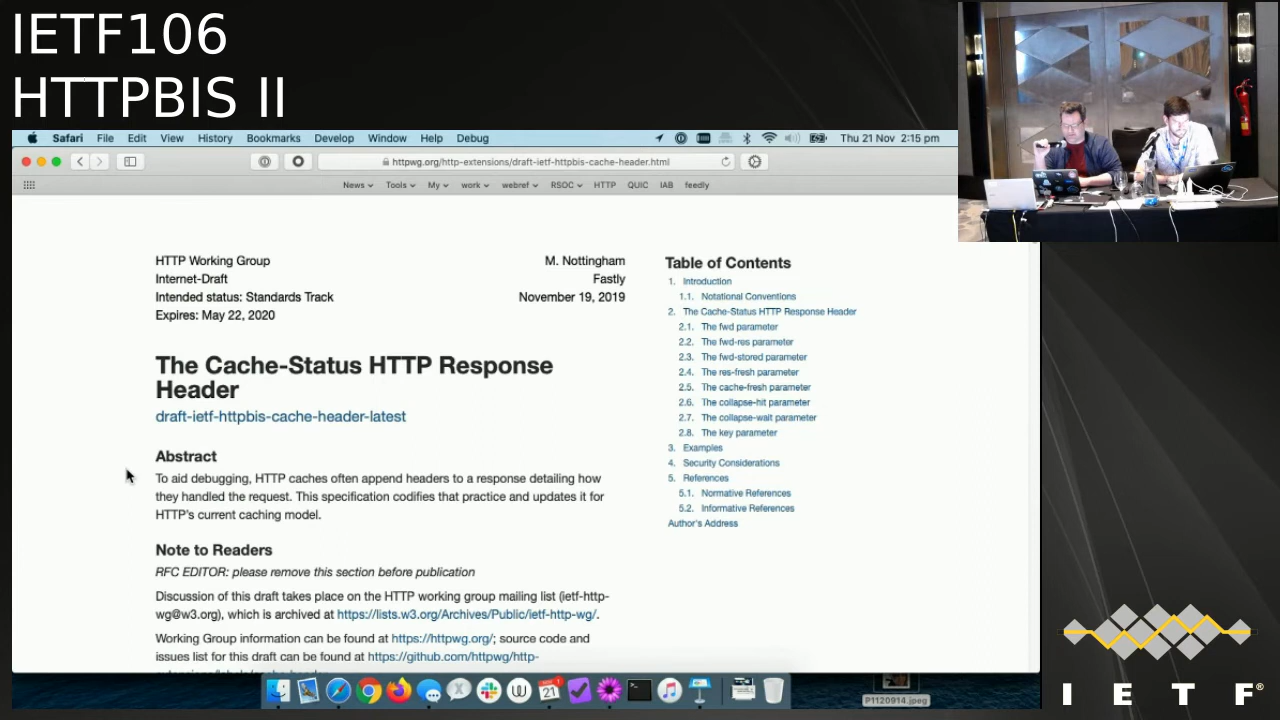 IETF106
HTTPBIS II
Safari File Edit View History Bookmarks Develop Window Help Debug Thu 21 Nov 2:15 pm
httpwg.org/http-extensions/draft-ietf-httpbis-cache-header.html
News Tools My work webref RSOC HTTP QUIC IAB feedly
HTTP Working Group M. Nottingham
Internet-Draft Fastly
Intended status: Standards Track November 19, 2019
Expires: May 22, 2020
The Cache-Status HTTP Response
Header
draft-ietf-httpbis-cache-header-latest
Abstract
To aid debugging, HTTP caches often append headers to a response detailing how
they handled the request. This specification codifies that practice and updates it for
HTTP's current caching model.
Note to Readers
RFC EDITOR: please remove this section before publication
Discussion of this draft takes place on the HTTP working group mailing list (ietf-http-
wg@w3.org), which is archived at https://lists.w3.org/Archives/Public/ietf-http-wg/.
Working Group information can be found at https://httpwg.org/; source code and
issues list for this draft can be found at https://github.com/httpwg/http-
Table of Contents
1. Introduction
1.1. Notational Conventions
2. The Cache-Status HTTP Response Header
2.1. The fwd parameter
2.2. The fwd-res parameter
2.3. The fwd-stored parameter
2.4. The res-fresh parameter
2.5. The cache-fresh parameter
2.6. The collapse-hit parameter
2.7. The collapse-wait parameter
2.8. The key parameter
3. Examples
4. Security Considerations
5. References
5.1. Normative References
5.2. Informative References
Author's Address
21
P1120914.jpeg
I E T F®